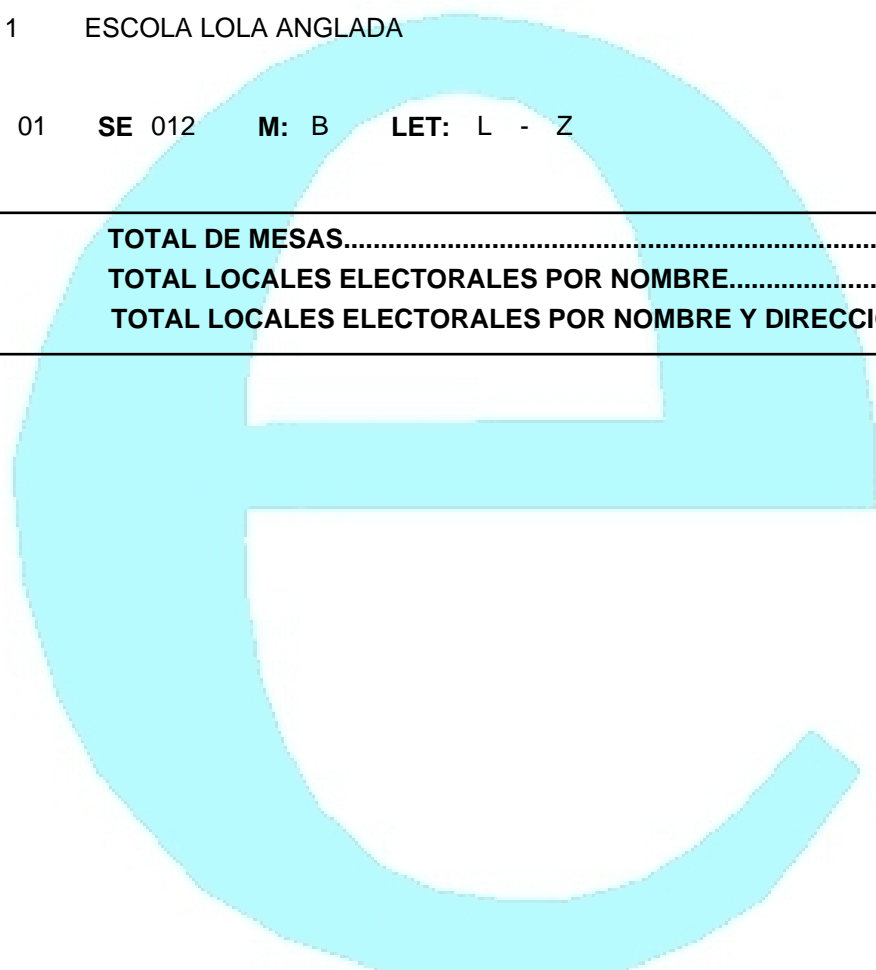 1 ESCOLA LOLA ANGLADA
01 SE 012 M: B LET: L - Z
TOTAL DE MESAS...............................................................................
TOTAL LOCALES ELECTORALES POR NOMBRE....................
TOTAL LOCALES ELECTORALES POR NOMBRE Y